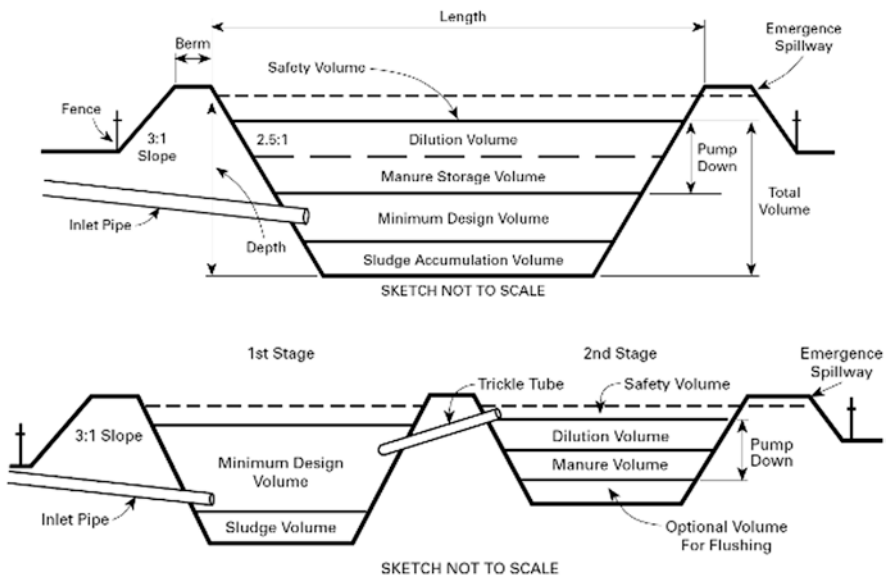 Length
Berm
Emergence
Spillway
Safety Volume
Fence
3:1
Slope
2.5:1
Dilution Volume
Pump
Down
Manure Storage Volume
Total
Volume
Minimum Design Volume
Inlet Pipe
Depth
Sludge Accumulation Volume
SKETCH NOT TO SCALE
1st Stage
2nd Stage
Emergence
Spillway
Trickle Tube
Safety Volume
3:1 Slope
Dilution Volume
Minimum Design
Volume
Manure Volume
Pump
Down
Inlet Pipe
Sludge Volume
Optional Volume
For Flushing
SKETCH NOT TO SCALE